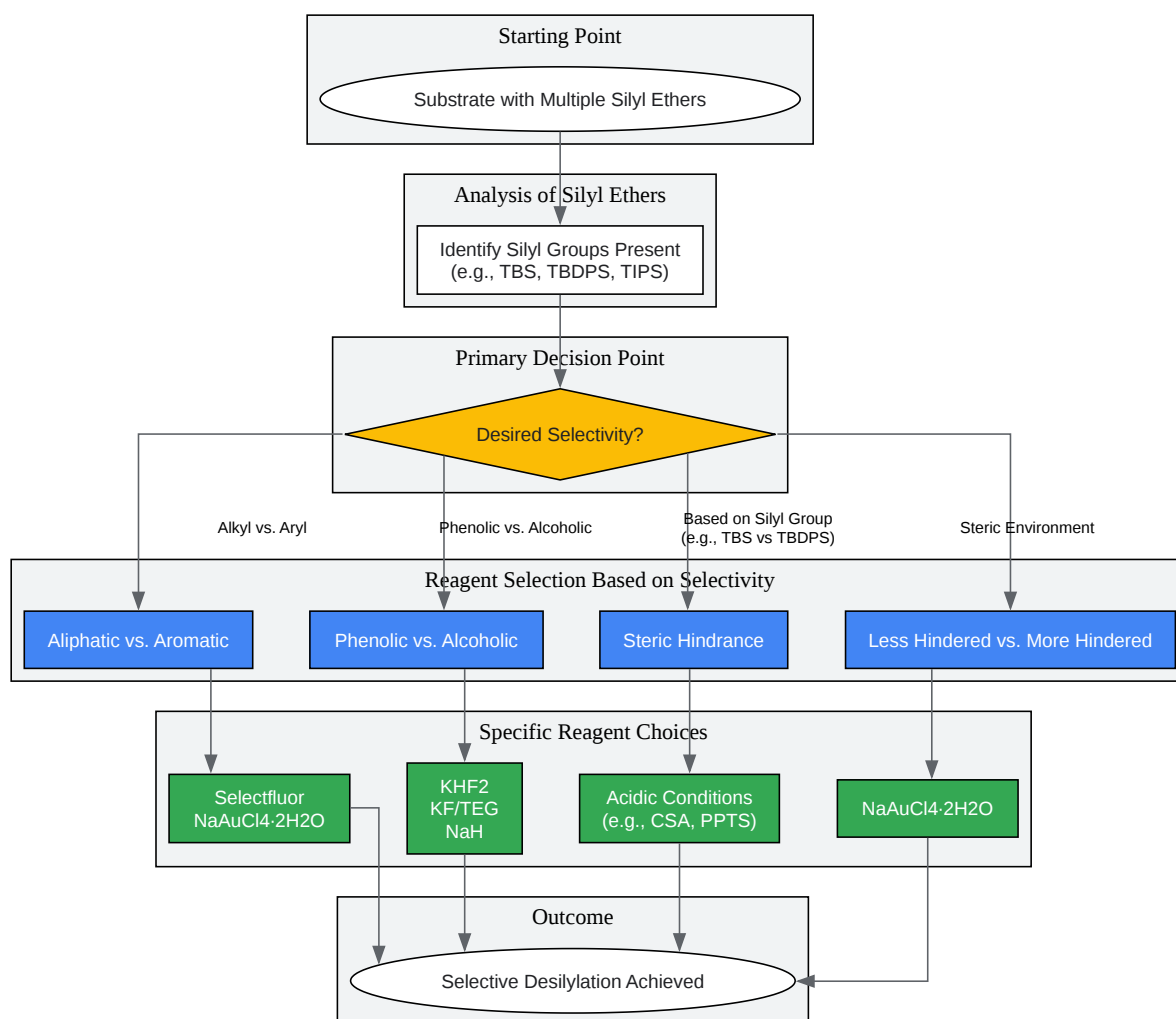 Starting Point
Substrate with Multiple Silyl Ethers
Analysis of Silyl Ethers
Identify Silyl Groups Present
(e.g., TBS, TBDPS, TIPS)
Primary Decision Point
Desired Selectivity?
Alkyl vs. Aryl
Phenolic vs. Alcoholic
Based on Silyl Group
(e.g., TBS vs TBDPS)
Steric Environment
Reagent Selection Based on Selectivity
Aliphatic vs. Aromatic
Phenolic vs. Alcoholic
Steric Hindrance
Less Hindered vs. More Hindered
Specific Reagent Choices
Selectfluor
NaAuCl4·2H2O
KHF2
KF/TEG
NaH
Acidic Conditions
(e.g., CSA, PPTS)
NaAuCl4·2H2O
Outcome
Selective Desilylation Achieved